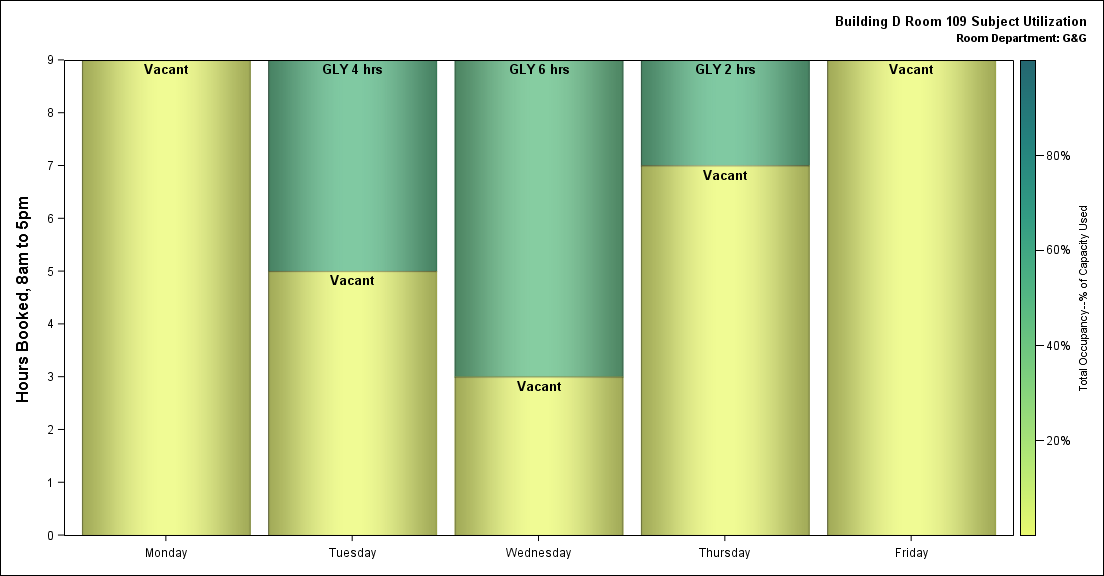 Building D Room 109 Subject Utilization
Room Department: G&G
Hours Booked, 8am to 5pm
9
8
7
6
5
4
3
2
1
0
Vacant
GLY 4 hrs
Vacant
GLY 6 hrs
Vacant
GLY 2 hrs
Vacant
Vacant
Monday
Tuesday
Wednesday
Thursday
Friday
80%
60%
40%
20%
Total Occupancy--% of Capacity Used